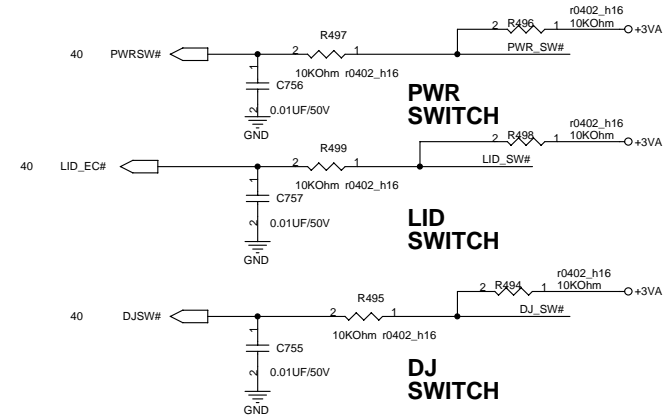 r0402_h16
R497
R496
10KOhm
+3VA
40 PWRSW#
2 1
2 1
PWR_SW#
10KOhm r0402_h16
1
C756
PWR
SWITCH
2
0.01UF/50V
GND
r0402_h16
R499
R498
10KOhm
+3VA
40 LID_EC#
2 1
2 1
LID_SW#
10KOhm r0402_h16
1
C757
LID
SWITCH
2
0.01UF/50V
GND
r0402_h16
R495
R494
10KOhm
+3VA
40 DJSW#
2 1
2 1
DJ_SW#
10KOhm r0402_h16
1
C755
DJ
SWITCH
2
0.01UF/50V
GND